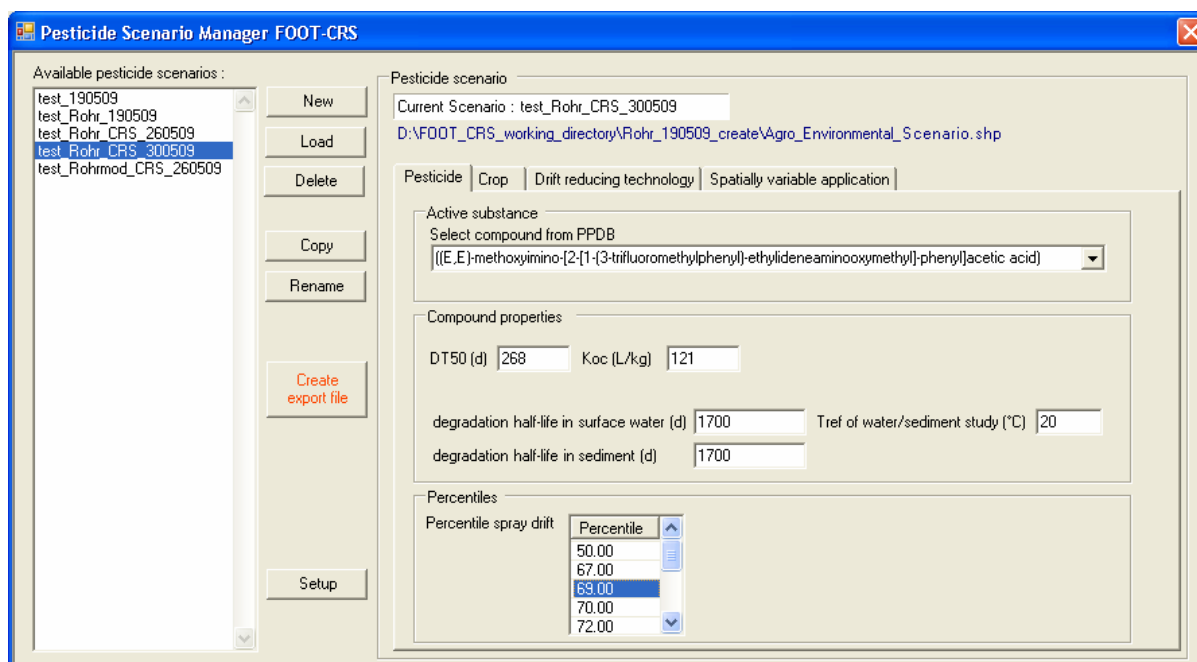 Pesticide Scenario Manager FOOT-CRS
Available pesticide scenarios :
test_190509
test_Rohr_190509
test_Rohr_CRS_260509
test_Rohr_CRS_300509
test_Rohrmod_CRS_260509
New
Load
Delete
Copy
Rename
Create
export file
Setup
Pesticide scenario
Current Scenario : test_Rohr_CRS_300509
D:\FOOT_CRS_working_directory\Rohr_190509_create\Agro_Environmental_Scenario.shp
Pesticide Crop Drift reducing technology Spatially variable application
Active substance
Select compound from PPDB
((E,E)-methoxyimino-[2-[1-(3-trifluoromethylphenyl)-ethylideneaminooxymethyl]-phenyl]acetic acid)
Compound properties
DT50 (d) 268 Koc (L/kg) 121
degradation half-life in surface water (d) 1700 Tref of water/sediment study (°C) 20
degradation half-life in sediment (d) 1700
Percentiles
Percentile spray drift Percentile
50.00
67.00
69.00
70.00
72.00